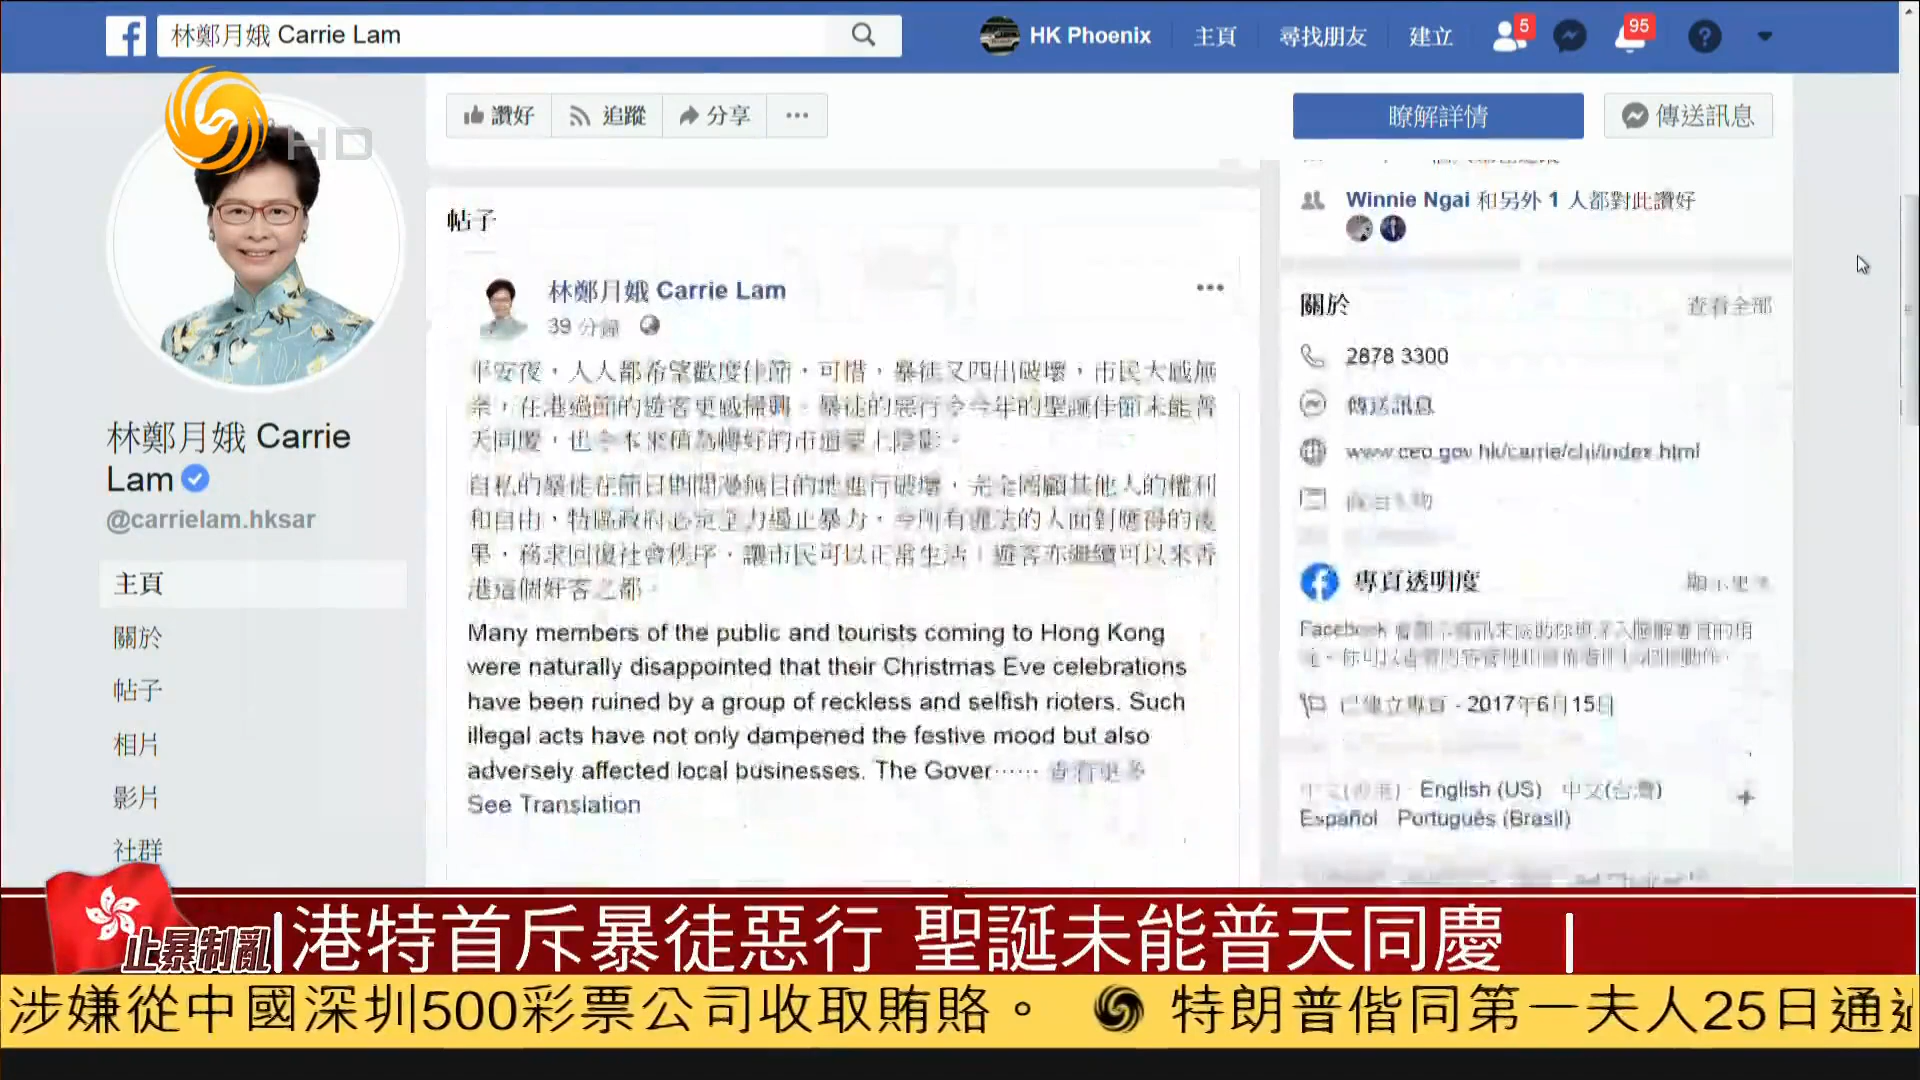 林鄭月娥 Carrie Lam
HK Phoenix
主頁
尋找朋友
建立
5
95
HD
讚好
追蹤
分享
瞭解詳情
傳送訊息
林鄭月娥 Carrie
Lam
@carrielam.hksar
主頁
關於
帖子
相片
影片
社群
帖子
林鄭月娥 Carrie Lam
39 分鐘
平安夜，人人都希望歡度佳節，可惜，暴徒又四出破壞，市民大感無
奈，在港過節的遊客更感掃興。暴徒的惡行令今年的聖誕佳節未能普
天同慶，也令本來稍為轉好的市道蒙上陰影。
自私的暴徒在節日期間漫無目的地進行破壞，完全罔顧其他人的權利
和自由，特區政府必定全力遏止暴力，令所有違法的人面對應得的後
果，務求回復社會秩序，讓市民可以正常生活，遊客亦繼續可以來香
港這個好客之都。
Many members of the public and tourists coming to Hong Kong
were naturally disappointed that their Christmas Eve celebrations
have been ruined by a group of reckless and selfish rioters. Such
illegal acts have not only dampened the festive mood but also
adversely affected local businesses. The Gover…… 查看更多
See Translation
Winnie Ngai 和另外 1 人都對此讚好
關於
查看全部
2878 3300
傳送訊息
www.ceo.gov.hk/carrie/chi/index.html
專頁透明度
Facebook
已建立專頁 - 2017年6月15日
中文(香港) English (US) 中文(台灣)
Español Português (Brasil)
止暴制亂
港特首斥暴徒惡行 聖誕未能普天同慶
涉嫌從中國深圳500彩票公司收取賄賂。 特朗普偕同第一夫人25日通